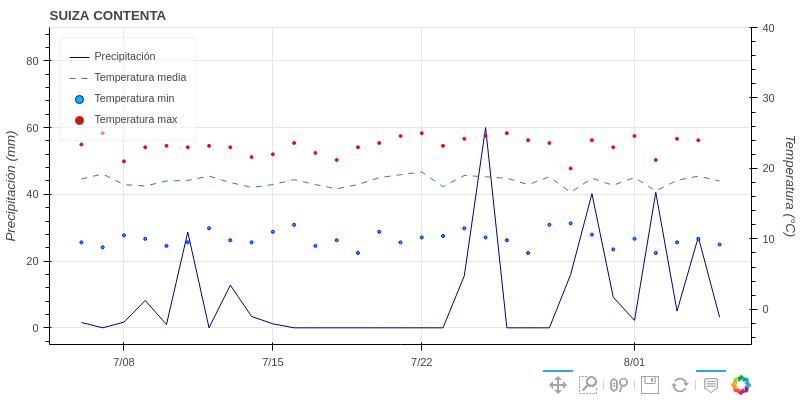 SUIZA CONTENTA
Precipitación
Temperatura media
Temperatura min
Temperatura max
Precipitación (mm)
80
60
40
20
0
Temperatura (°C)
40
30
20
10
0
7/08 7/15 7/22 8/01